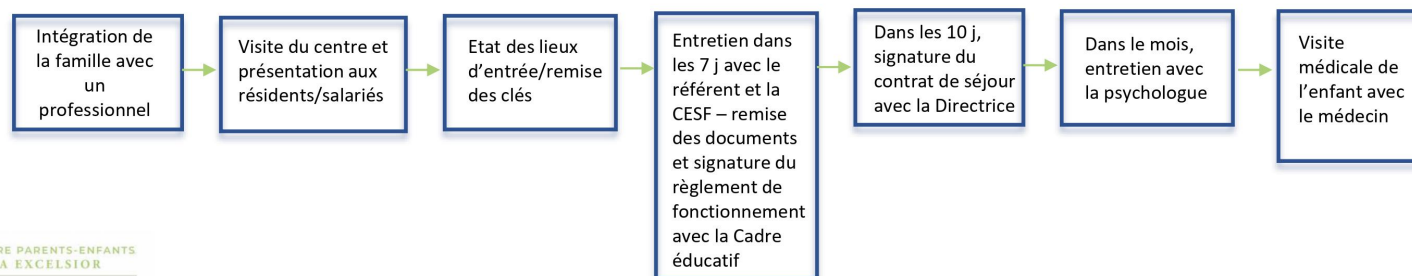 Intégration de
la famille avec
un
professionnel
Visite du centre et
présentation aux
résidents/salariés
Etat des lieux
d'entrée/remise
des clés
Entretien dans
les 7 j avec le
référent et la
CESF – remise
des documents
et signature du
règlement de
fonctionnement
avec la Cadre
éducatif
Dans les 10 j,
signature du
contrat de séjour
avec la Directrice
Dans le mois,
entretien avec
la psychologue
Visite
médicale de
l'enfant avec
le médecin
RE PARENTS-ENFANTS
A EXCELSIOR